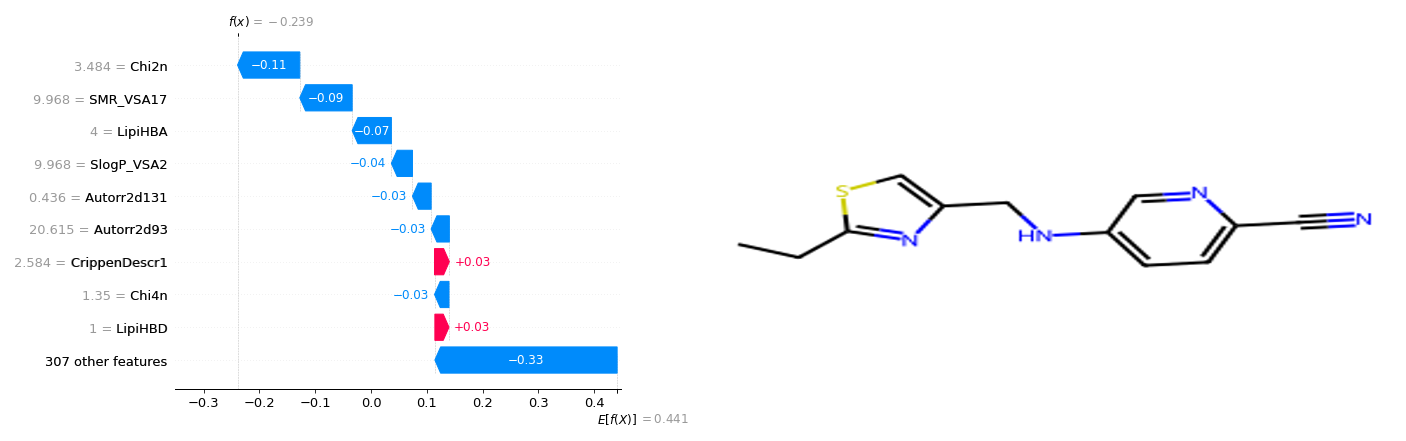 f(x) = −0.239
3.484 = Chi2n −0.11
9.968 = SMR_VSA17 −0.09
4 = LipiHBA −0.07
9.968 = SlogP_VSA2 −0.04
0.436 = Autorr2d131 −0.03
20.615 = Autorr2d93 −0.03
2.584 = CrippenDescr1 +0.03
1.35 = Chi4n −0.03
1 = LipiHBD +0.03
307 other features −0.33
−0.3 −0.2 −0.1 0.0 0.1 0.2 0.3 0.4
E[f(X)] = 0.441
S
N
HN
N
N